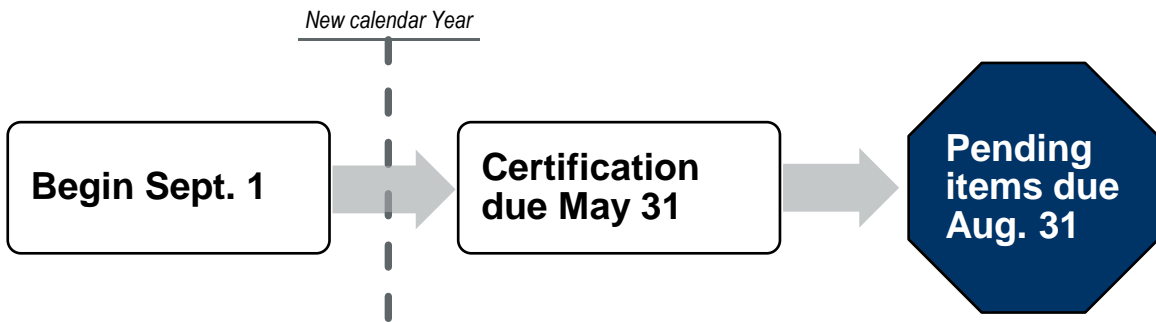 New calendar Year
Begin Sept. 1
Certification
due May 31
Pending
items due
Aug. 31